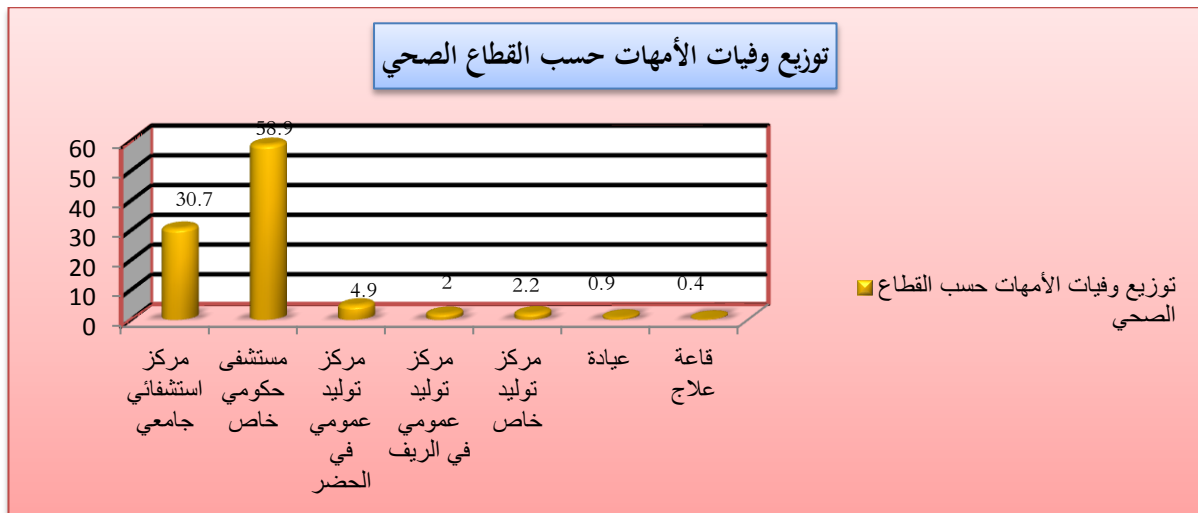 توزيع وفيات الأمهات حسب القطاع الصحي
60
50
40
30
20
10
0
30.7
58.9
4.9
2
2.2
0.9
0.4
مركز
استشفائي
جامعي
مستشفى
حكومي
خاص
مركز
توليد
عمومي
في
الحضر
مركز
توليد
عمومي
في الريف
مركز
توليد
خاص
عيادة
قاعة
علاج
توزيع وفيات الأمهات حسب القطاع
الصحي